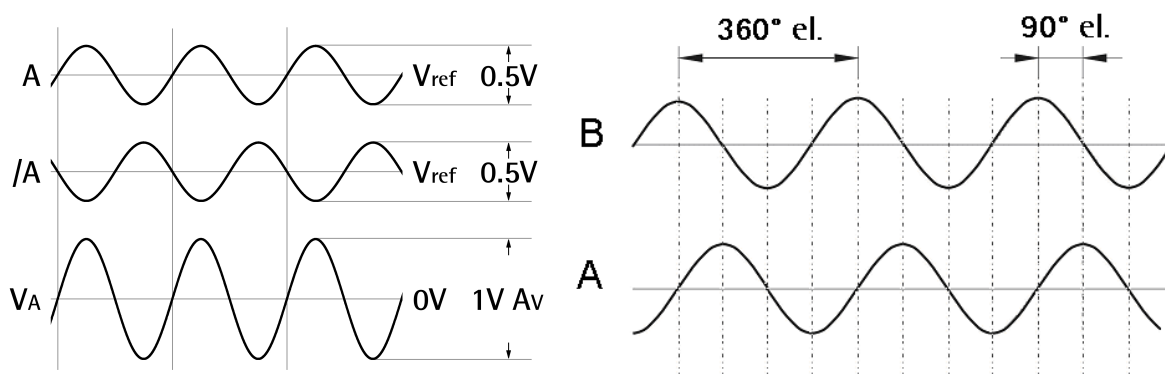 A Vref 0.5V
/A Vref 0.5V
VA 0V 1V AV
360° el. 90° el.
B
A